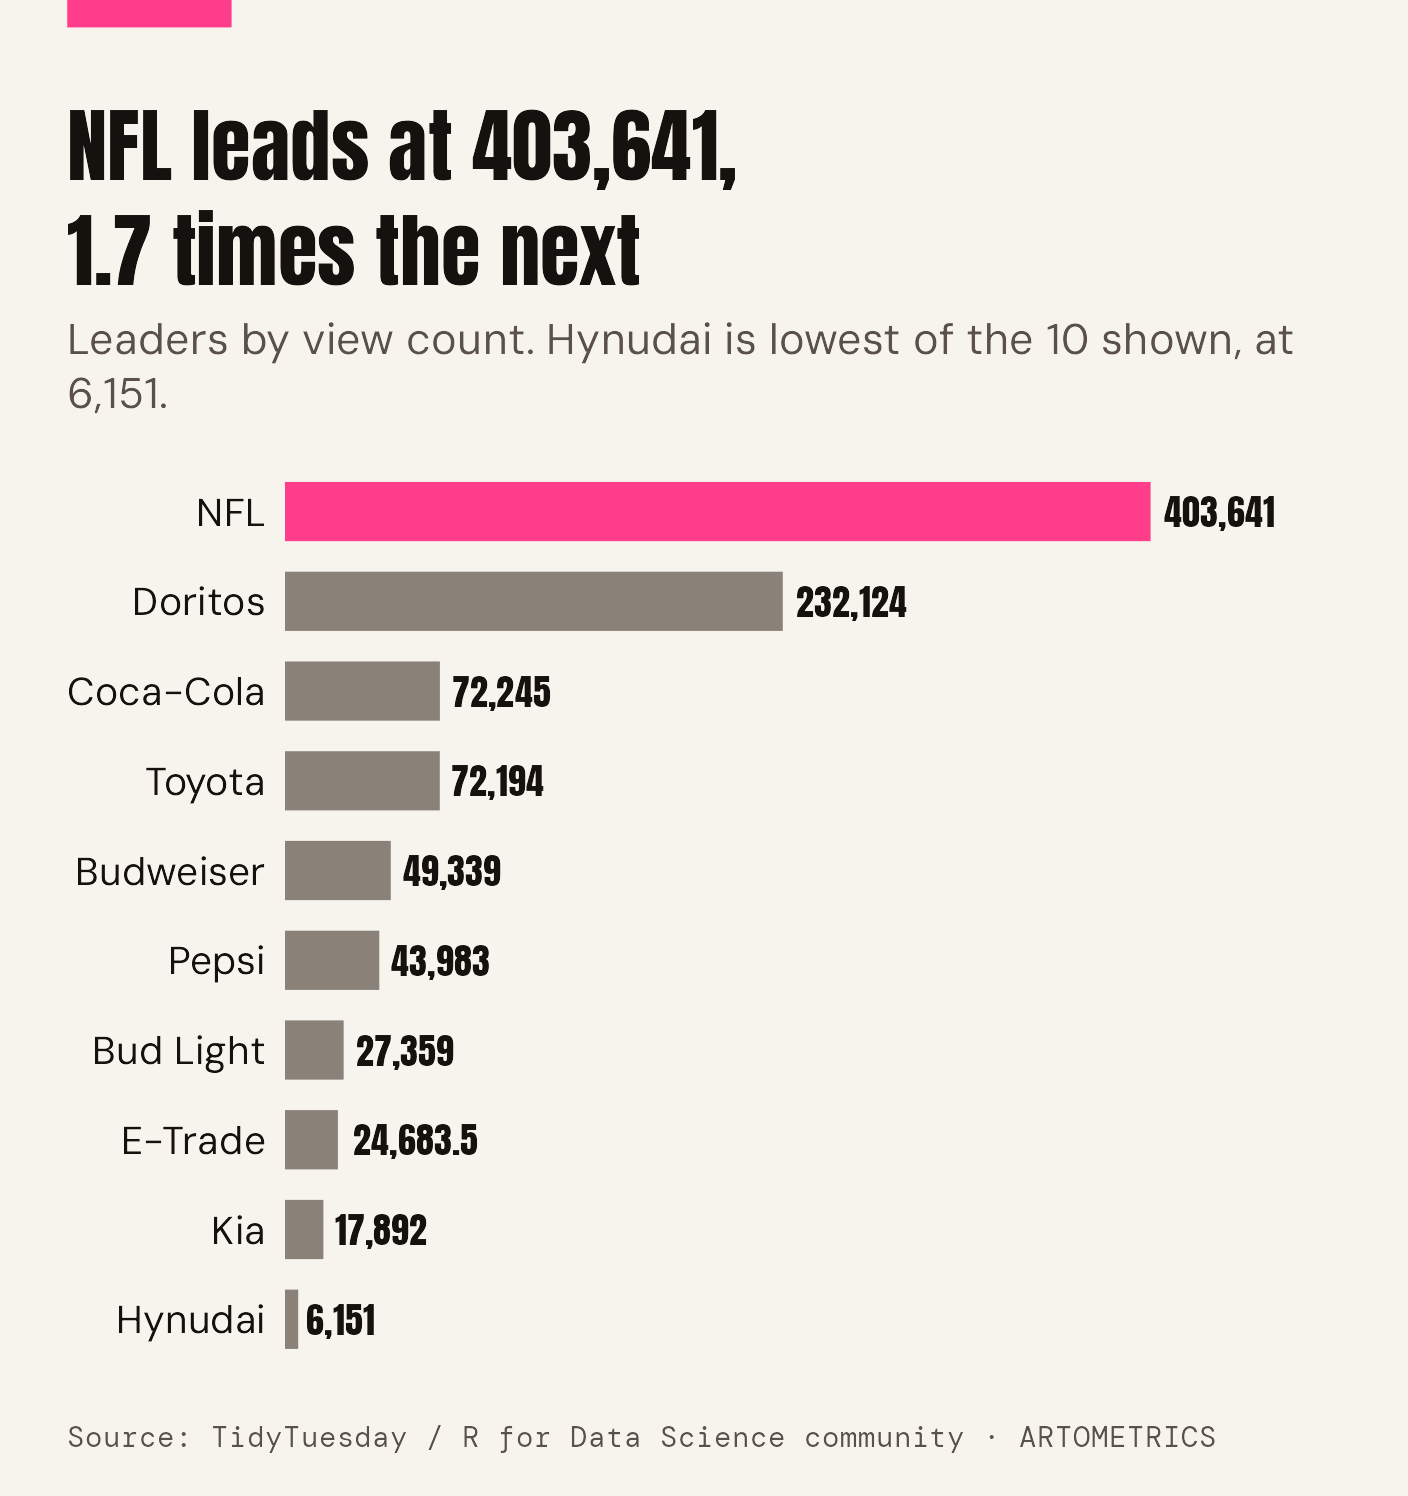 NFL leads at 403,641,
1.7 times the next
Leaders by view count. Hynudai is lowest of the 10 shown, at
6,151.
NFL 403,641
Doritos 232,124
Coca-Cola 72,245
Toyota 72,194
Budweiser 49,339
Pepsi 43,983
Bud Light 27,359
E-Trade 24,683.5
Kia 17,892
Hynudai 6,151
Source: TidyTuesday / R for Data Science community · ARTOMETRICS